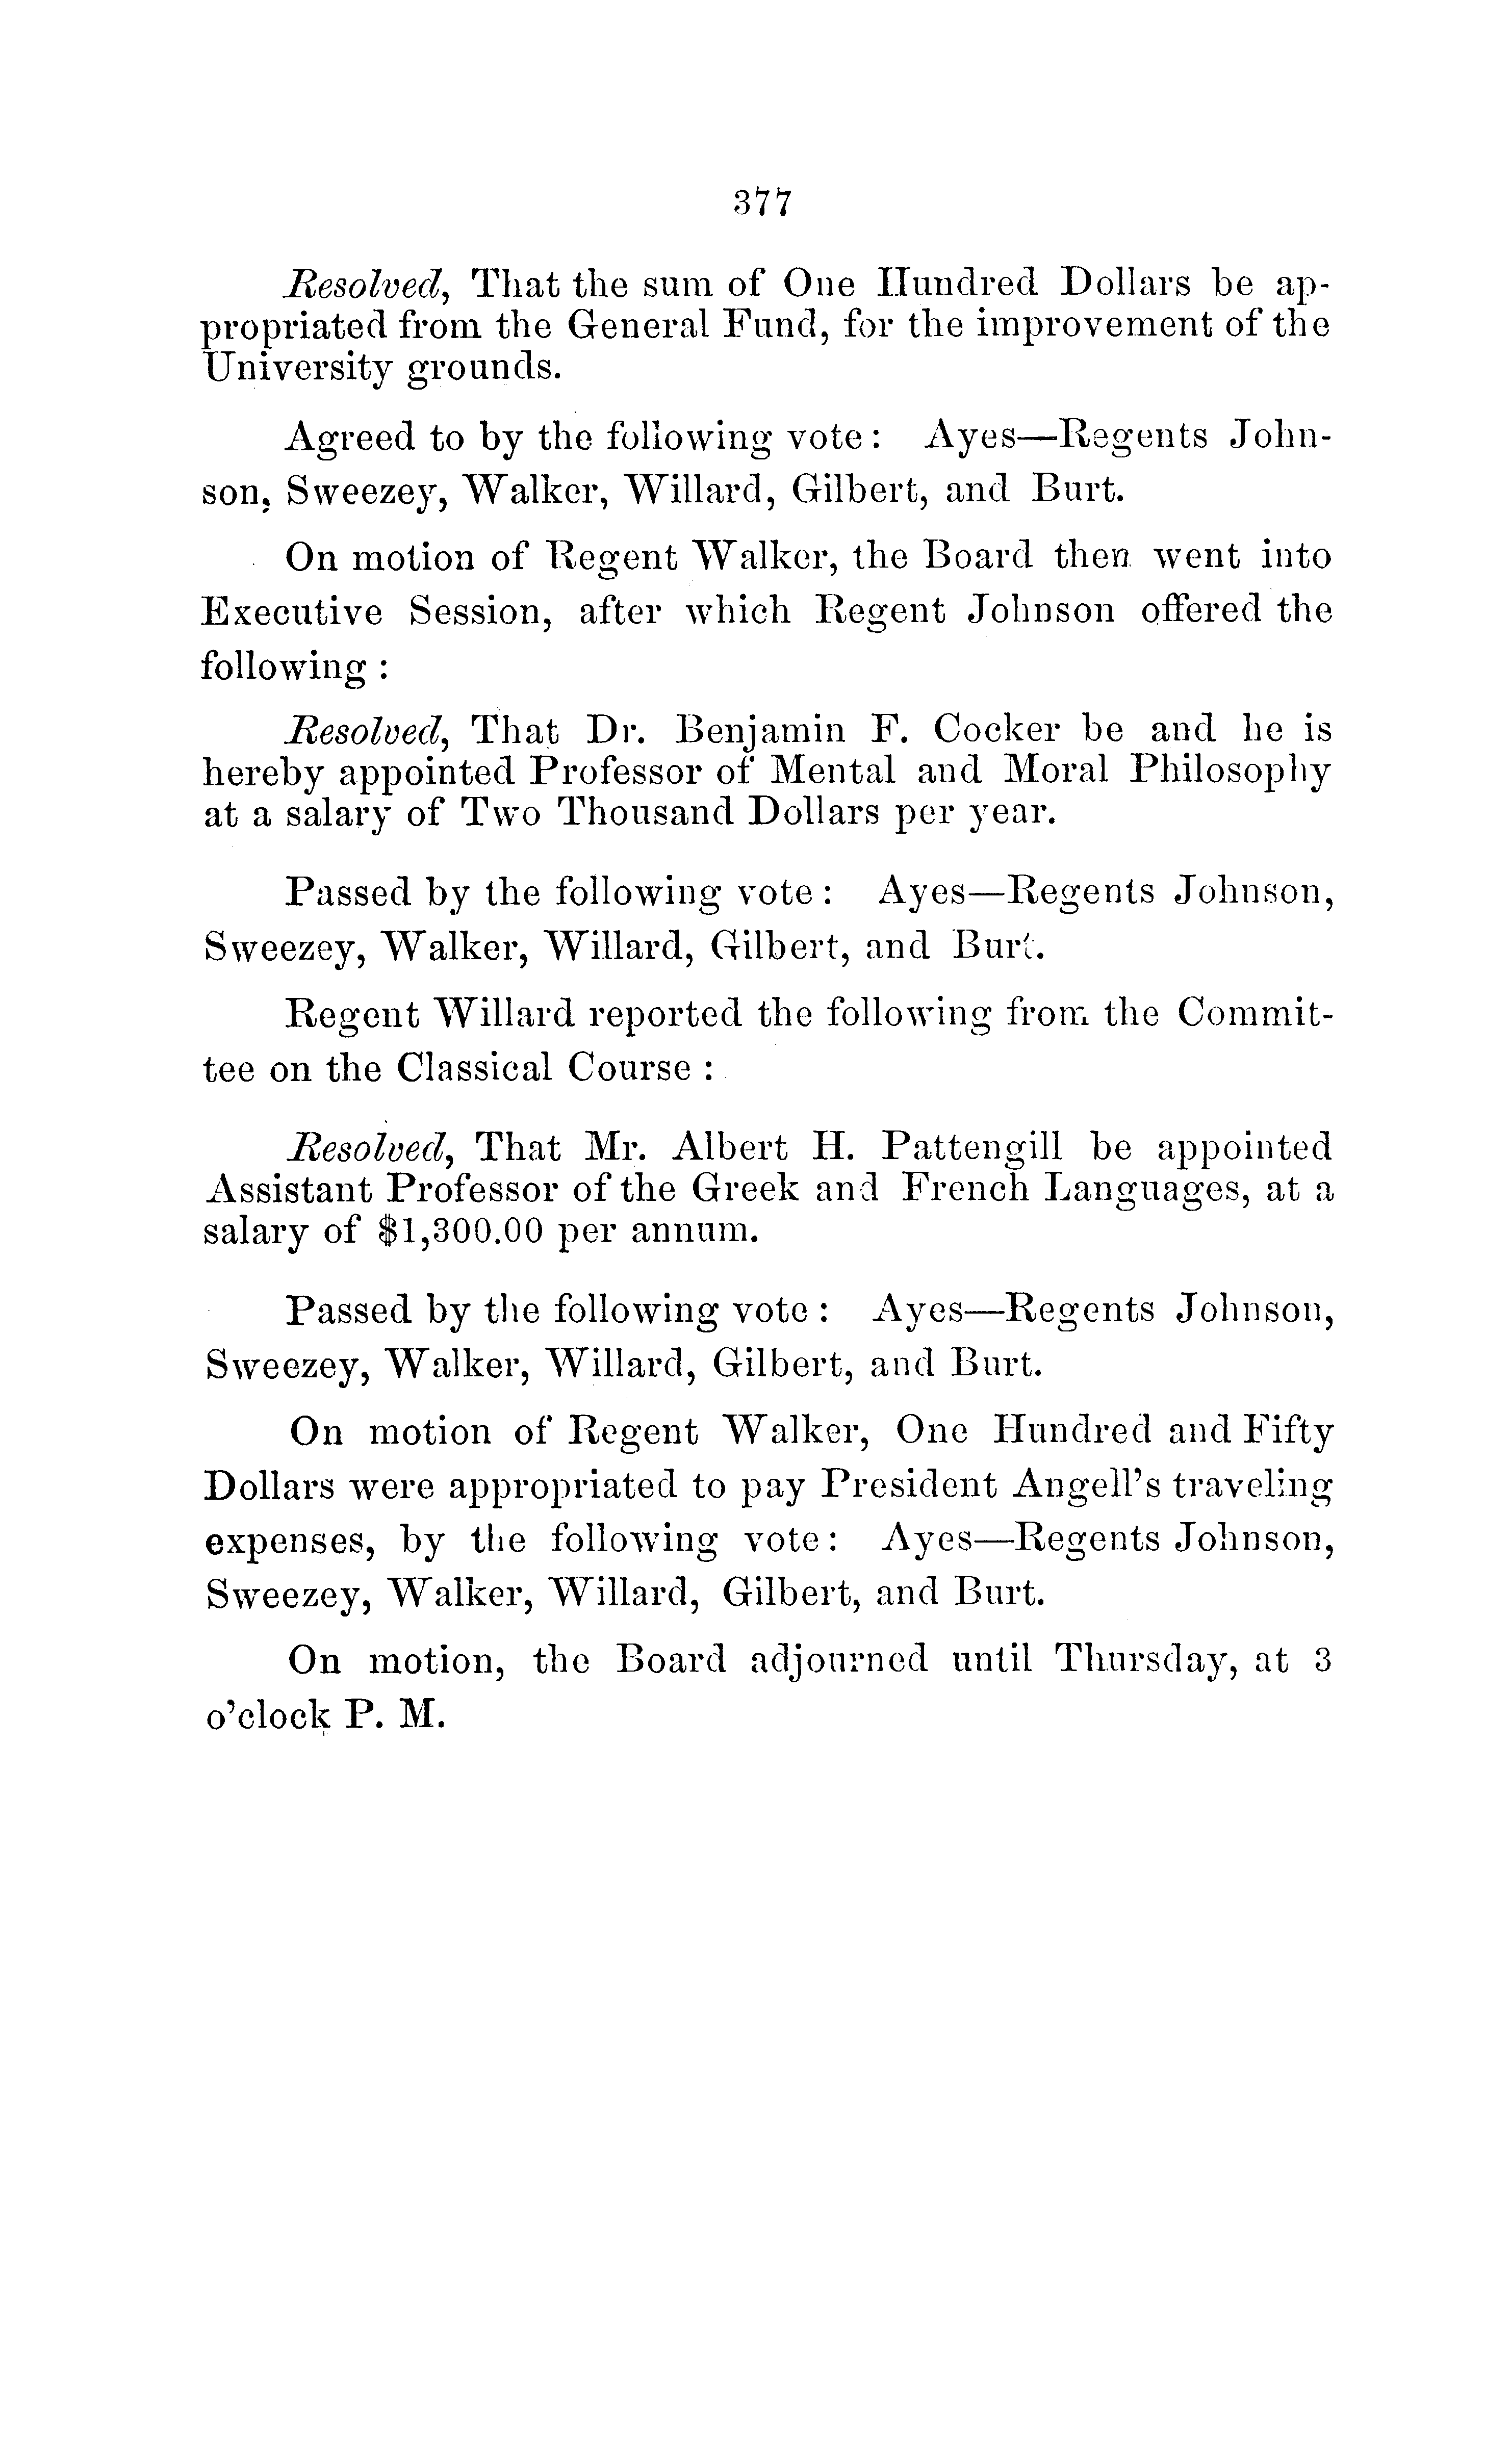 377
Resolved, That the sum of One Hundred Dollars be ap-
propriated from the General Fund, for the improvement of the
University grounds.
Agreed to by the following vote: Ayes—Regents John-
son, Sweezey, Walker, Willard, Gilbert, and Burt.
On motion of Regent Walker, the Board then went into
Executive Session, after which Regent Johnson offered the
following:
Resolved, That Dr. Benjamin F. Cocker be and he is
hereby appointed Professor of Mental and Moral Philosophy
at a salary of Two Thousand Dollars per year.
Passed by the following vote: Ayes—Regents Johnson,
Sweezey, Walker, Willard, Gilbert, and Burt.
Regent Willard reported the following from the Commit-
tee on the Classical Course:
Resolved, That Mr. Albert H. Pattengill be appointed
Assistant Professor of the Greek and French Languages, at a
salary of $1,300.00 per annum.
Passed by the following vote: Ayes—Regents Johnson,
Sweezey, Walker, Willard, Gilbert, and Burt.
On motion of Regent Walker, One Hundred and Fifty
Dollars were appropriated to pay President Angell's traveling
expenses, by the following vote: Ayes—Regents Johnson,
Sweezey, Walker, Willard, Gilbert, and Burt.
On motion, the Board adjourned until Thursday, at 3
o'clock P. M.